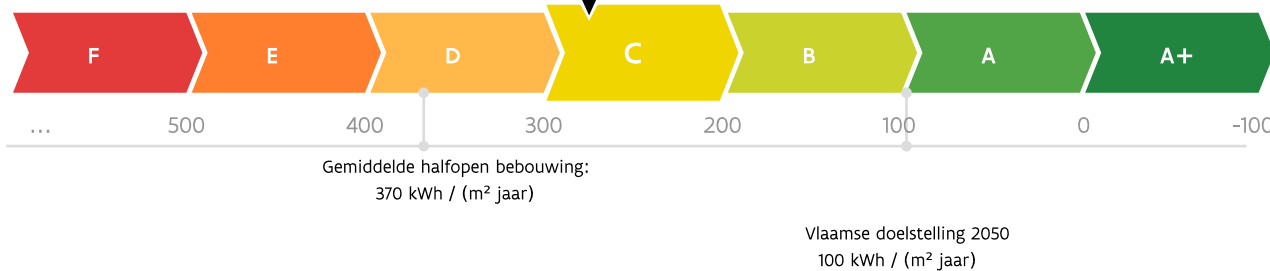 F E D C B A A+
... 500 400 300 200 100 0 -100
Gemiddelde halfopen bebouwing:
370 kWh / (m² jaar)
Vlaamse doelstelling 2050
100 kWh / (m² jaar)